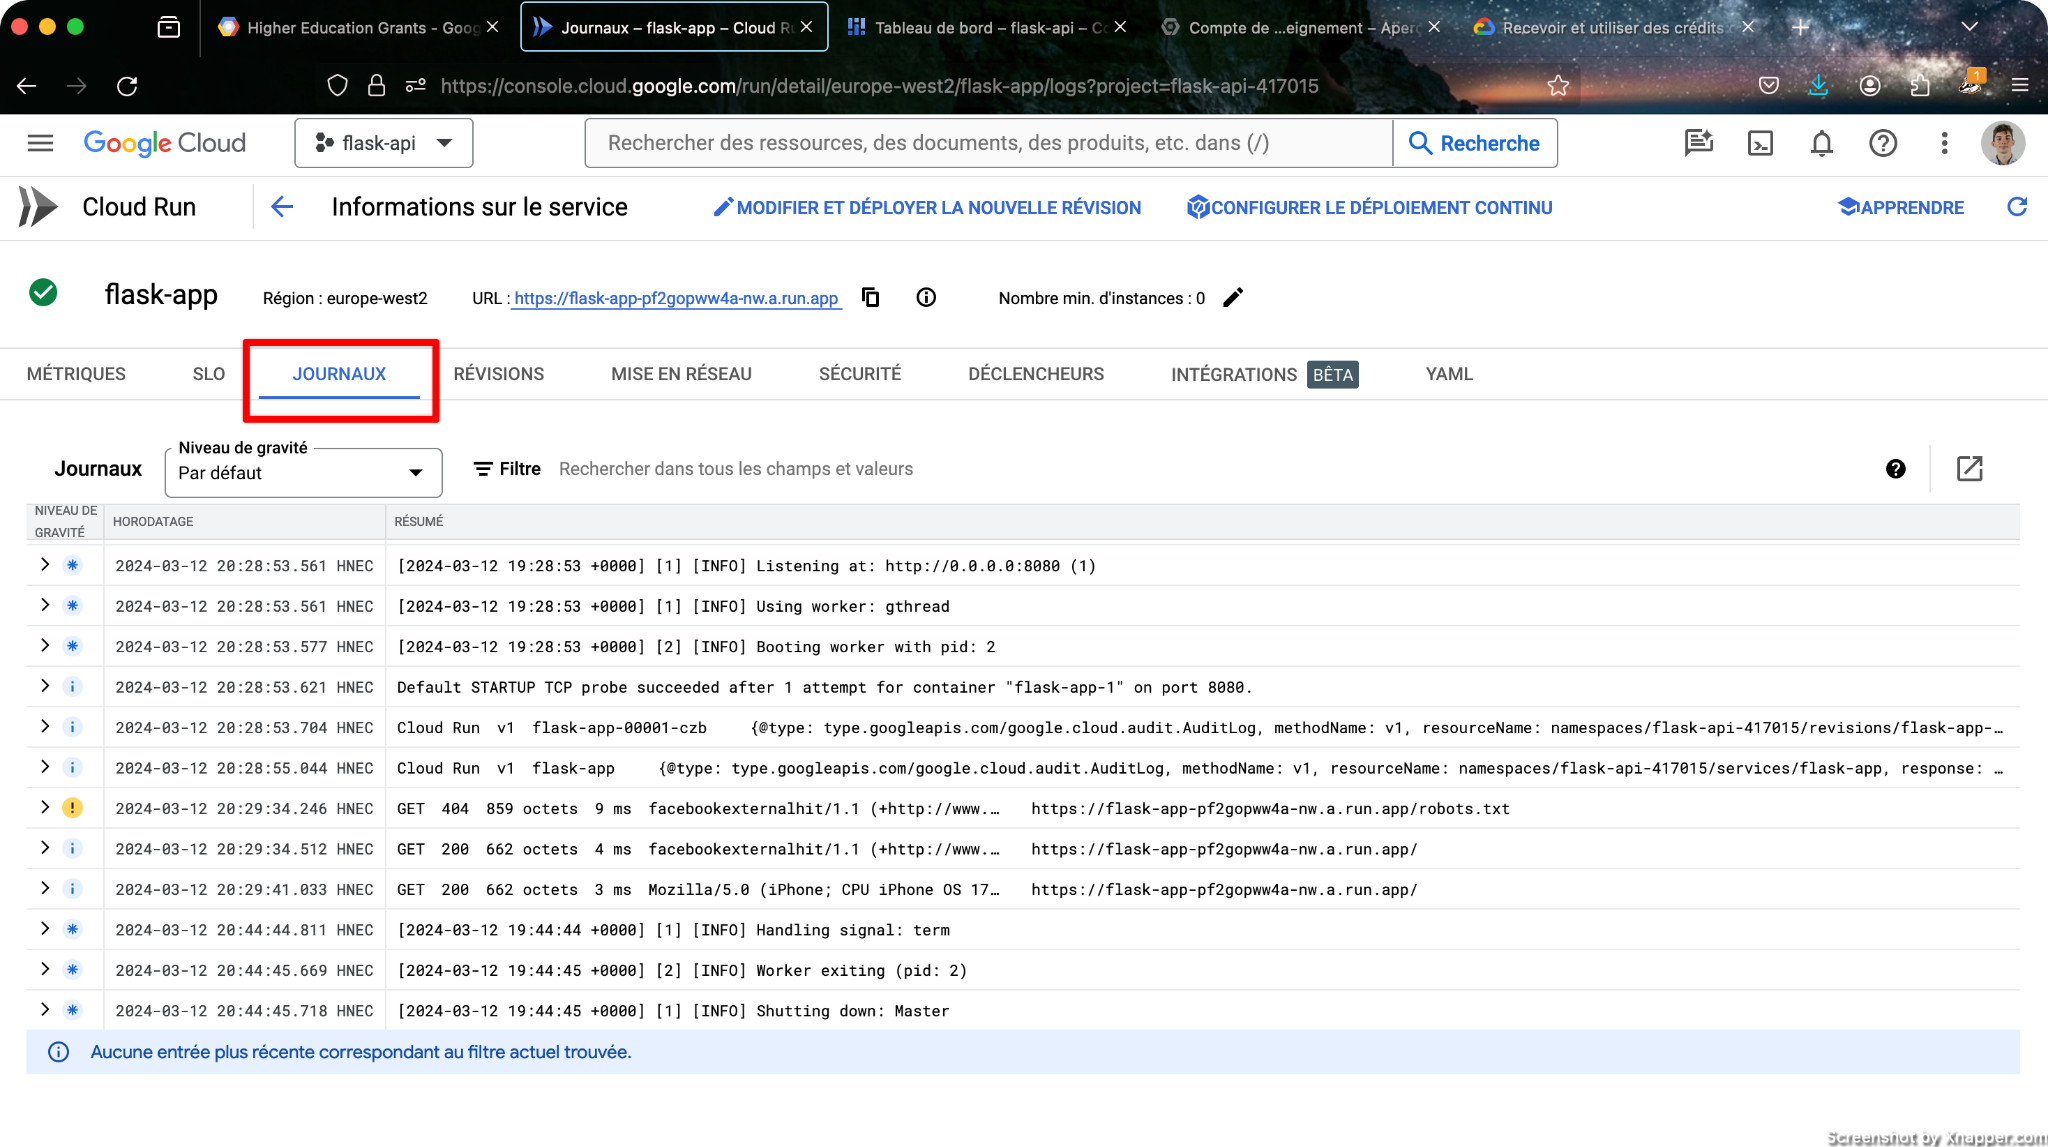 Higher Education Grants - Goog
Journaux – flask-app – Cloud Ru
Tableau de bord – flask-api – Co
Compte de ...eignement – Aperç
Recevoir et utiliser des crédits
https://console.cloud.google.com/run/detail/europe-west2/flask-app/logs?project=flask-api-417015
1
Google Cloud
flask-api
Rechercher des ressources, des documents, des produits, etc. dans (/)
Recherche
Cloud Run
Informations sur le service
MODIFIER ET DÉPLOYER LA NOUVELLE RÉVISION
CONFIGURER LE DÉPLOIEMENT CONTINU
APPRENDRE
flask-app
Région : europe-west2
URL : https://flask-app-pf2gopww4a-nw.a.run.app
Nombre min. d'instances : 0
MÉTRIQUES
SLO
JOURNAUX
RÉVISIONS
MISE EN RÉSEAU
SÉCURITÉ
DÉCLENCHEURS
INTÉGRATIONS BÊTA
YAML
Journaux
Niveau de gravité
Par défaut
Filtre
Rechercher dans tous les champs et valeurs
NIVEAU DE GRAVITÉ HORODATAGE RÉSUMÉ
2024-03-12 20:28:53.561 HNEC [2024-03-12 19:28:53 +0000] [1] [INFO] Listening at: http://0.0.0.0:8080 (1)
2024-03-12 20:28:53.561 HNEC [2024-03-12 19:28:53 +0000] [1] [INFO] Using worker: gthread
2024-03-12 20:28:53.577 HNEC [2024-03-12 19:28:53 +0000] [2] [INFO] Booting worker with pid: 2
2024-03-12 20:28:53.621 HNEC Default STARTUP TCP probe succeeded after 1 attempt for container "flask-app-1" on port 8080.
2024-03-12 20:28:53.704 HNEC Cloud Run v1 flask-app-00001-czb {@type: type.googleapis.com/google.cloud.audit.AuditLog, methodName: v1, resourceName: namespaces/flask-api-417015/revisions/flask-app-…
2024-03-12 20:28:55.044 HNEC Cloud Run v1 flask-app {@type: type.googleapis.com/google.cloud.audit.AuditLog, methodName: v1, resourceName: namespaces/flask-api-417015/services/flask-app, response: …
2024-03-12 20:29:34.246 HNEC GET 404 859 octets 9 ms facebookexternalhit/1.1 (+http://www.… https://flask-app-pf2gopww4a-nw.a.run.app/robots.txt
2024-03-12 20:29:34.512 HNEC GET 200 662 octets 4 ms facebookexternalhit/1.1 (+http://www.… https://flask-app-pf2gopww4a-nw.a.run.app/
2024-03-12 20:29:41.033 HNEC GET 200 662 octets 3 ms Mozilla/5.0 (iPhone; CPU iPhone OS 17… https://flask-app-pf2gopww4a-nw.a.run.app/
2024-03-12 20:44:44.811 HNEC [2024-03-12 19:44:44 +0000] [1] [INFO] Handling signal: term
2024-03-12 20:44:45.669 HNEC [2024-03-12 19:44:45 +0000] [2] [INFO] Worker exiting (pid: 2)
2024-03-12 20:44:45.718 HNEC [2024-03-12 19:44:45 +0000] [1] [INFO] Shutting down: Master
Aucune entrée plus récente correspondant au filtre actuel trouvée.
Screenshot by Xnapper.com